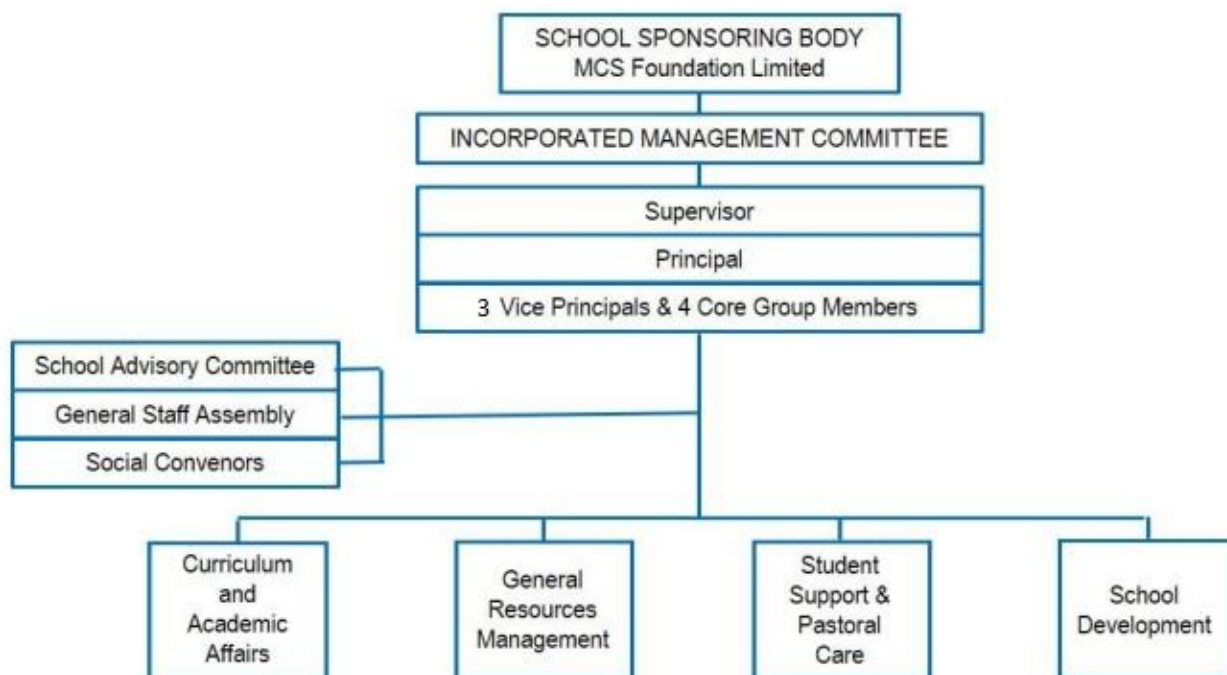 SCHOOL SPONSORING BODY
MCS Foundation Limited
INCORPORATED MANAGEMENT COMMITTEE
Supervisor
Principal
3 Vice Principals & 4 Core Group Members
School Advisory Committee
General Staff Assembly
Social Convenors
Curriculum
and
Academic
Affairs
General
Resources
Management
Student
Support &
Pastoral
Care
School
Development